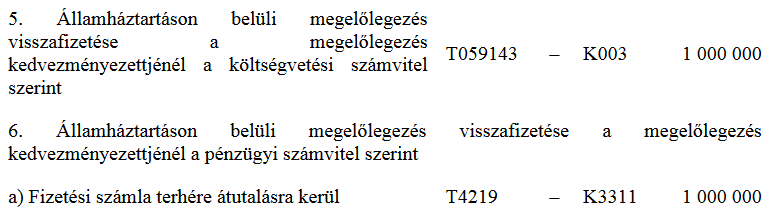 5. Államháztartáson belüli megelőlegezés
visszafizetése a megelőlegezés
kedvezményezettjénél a költségvetési számvitel
szerint
T059143 – K003 1 000 000
6. Államháztartáson belüli megelőlegezés visszafizetése a megelőlegezés
kedvezményezettjénél a pénzügyi számvitel szerint
a) Fizetési számla terhére átutalásra kerül T4219 – K3311 1 000 000